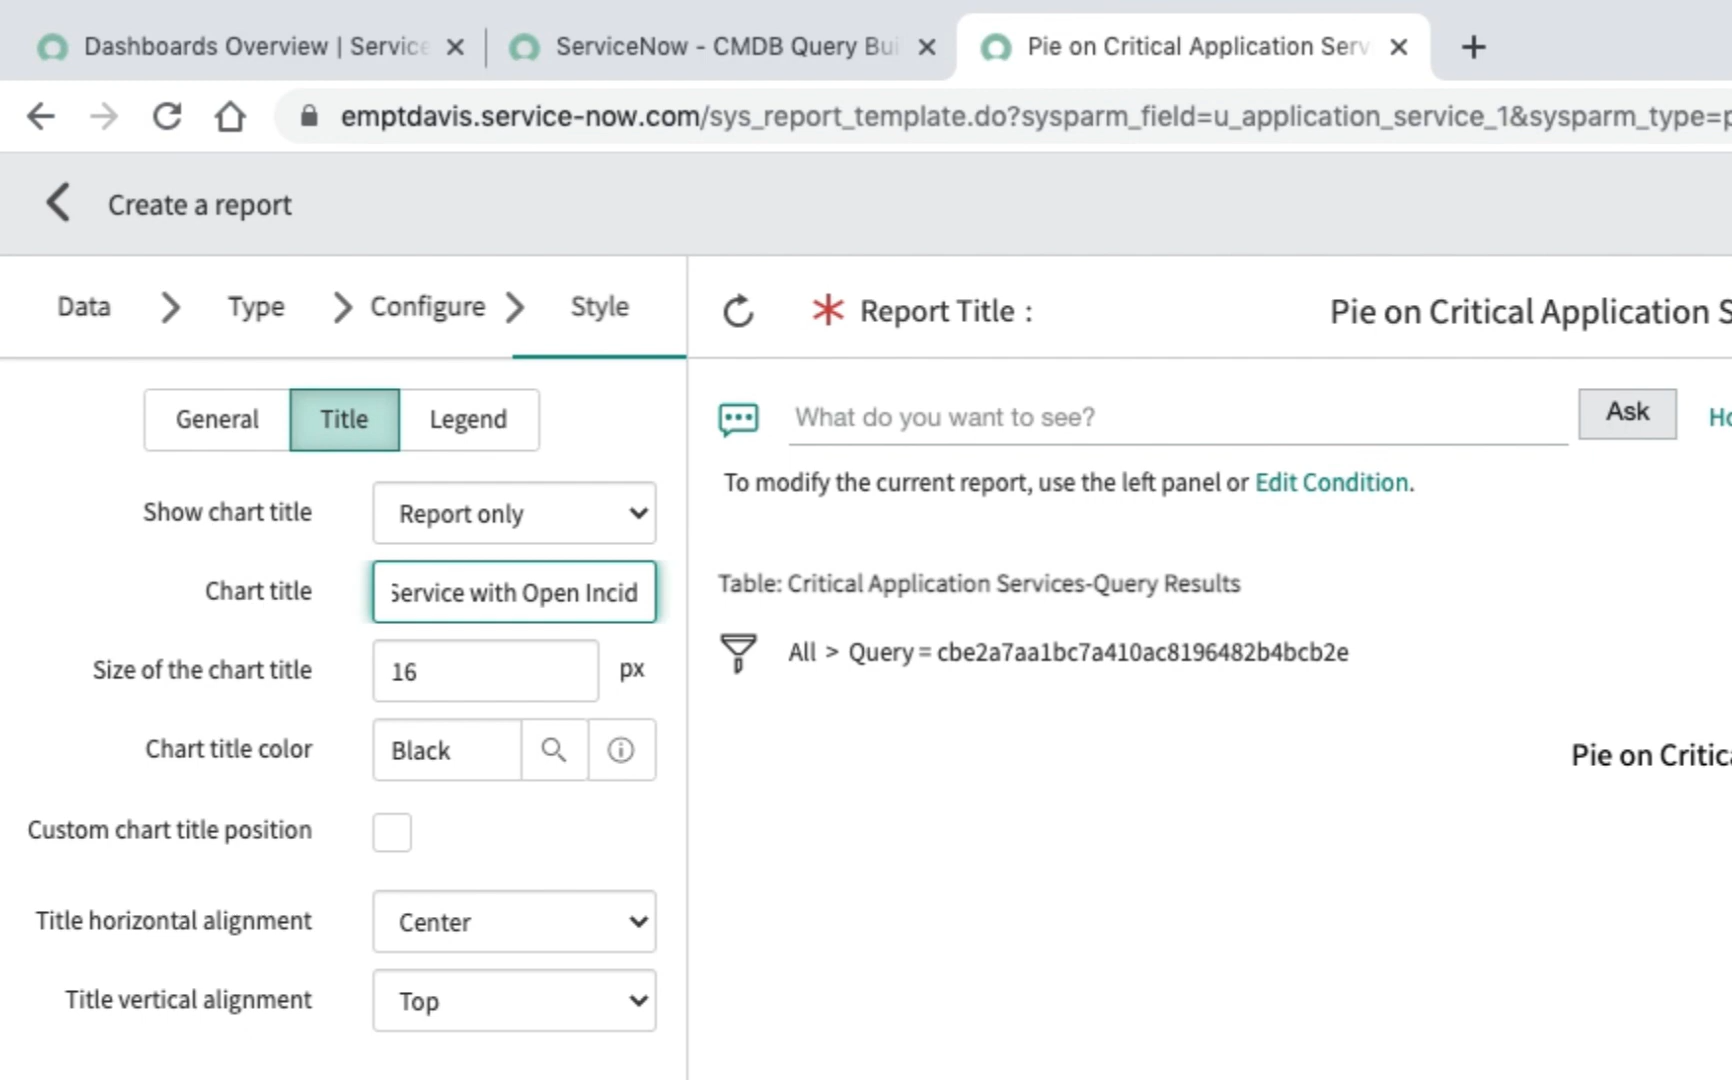 Dashboards Overview | Service
ServiceNow - CMDB Query Bui
Pie on Critical Application Serv
emptdavis.service-now.com/sys_report_template.do?sysparm_field=u_application_service_1&sysparm_type=p
Create a report
Data
Type
Configure
Style
* Report Title :
Pie on Critical Application S
General
Title
Legend
What do you want to see?
Ask
Ho
To modify the current report, use the left panel or Edit Condition.
Show chart title
Report only
Chart title
Service with Open Incid
Table: Critical Application Services-Query Results
Size of the chart title
16
px
All > Query = cbe2a7aa1bc7a410ac8196482b4bcb2e
Chart title color
Black
Pie on Critica
Custom chart title position
Title horizontal alignment
Center
Title vertical alignment
Top